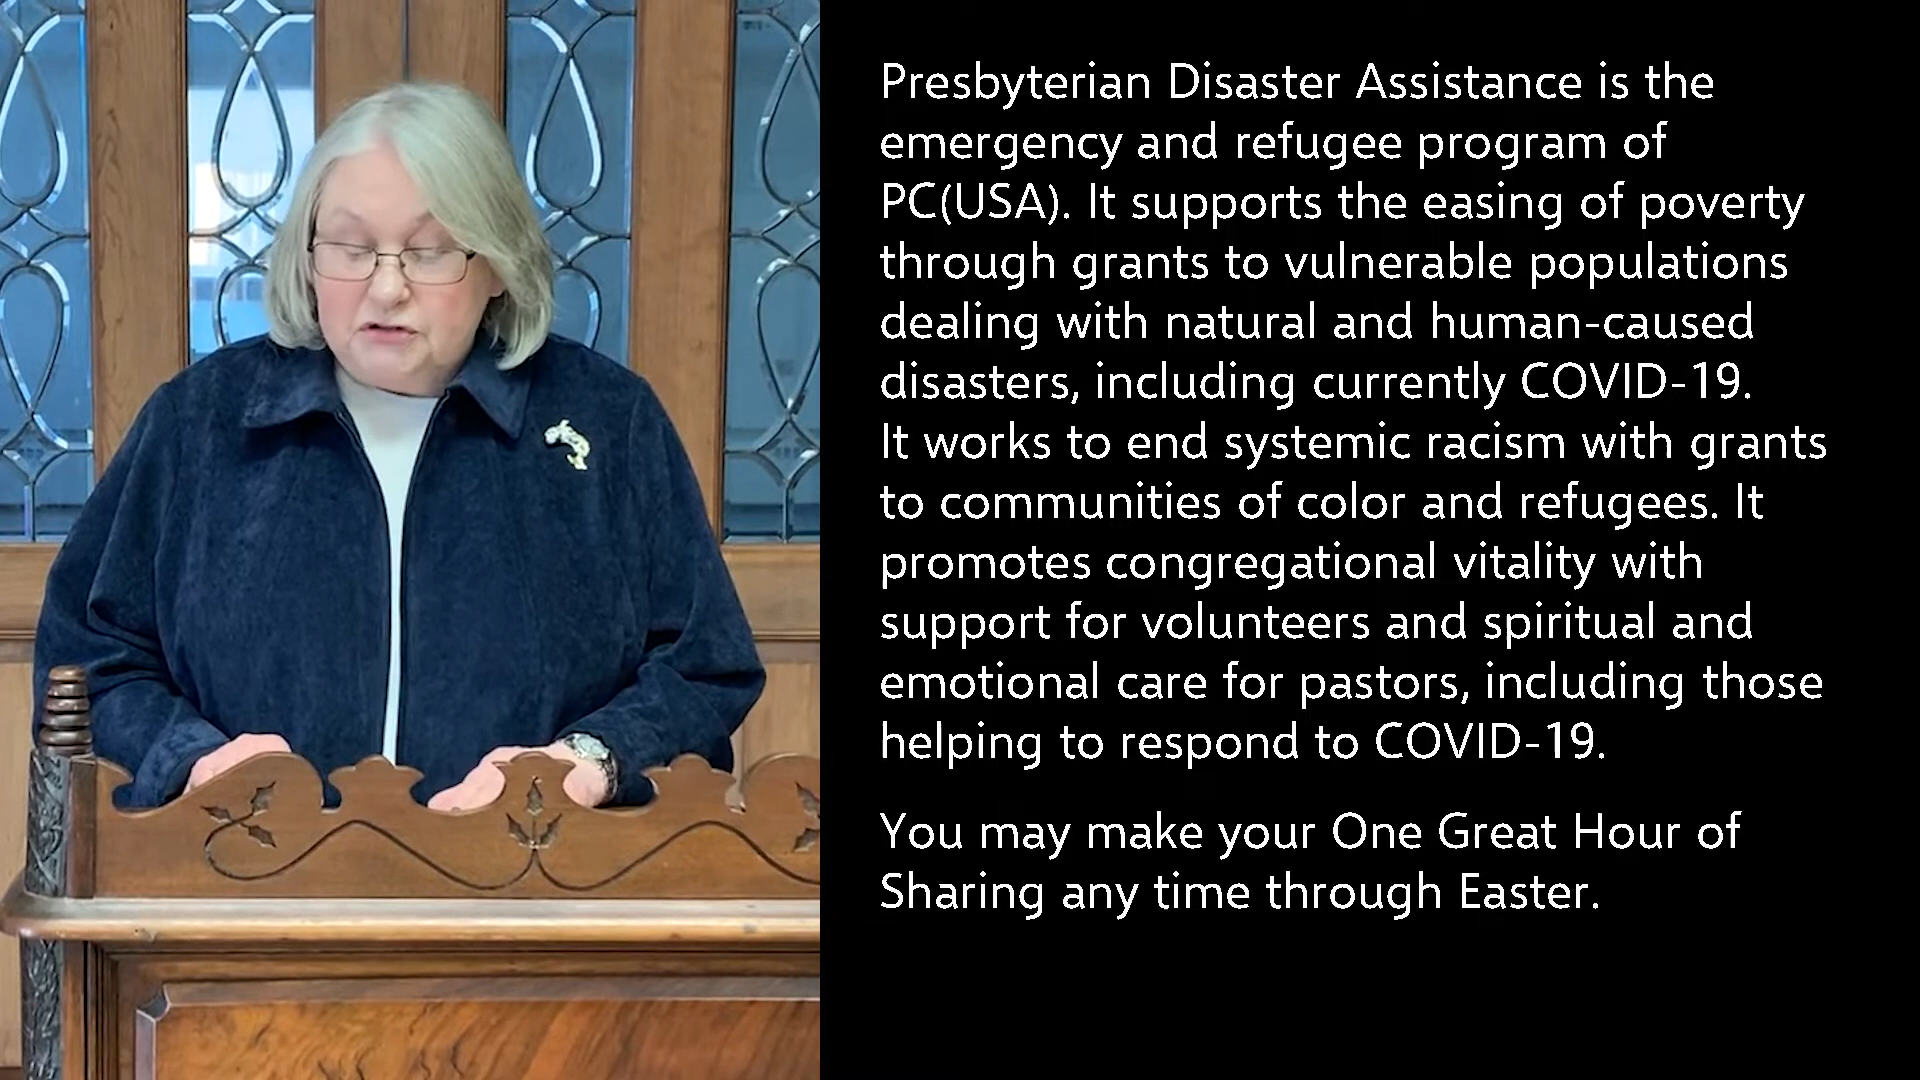 Presbyterian Disaster Assistance is the
emergency and refugee program of
PC(USA). It supports the easing of poverty
through grants to vulnerable populations
dealing with natural and human-caused
disasters, including currently COVID-19.
It works to end systemic racism with grants
to communities of color and refugees. It
promotes congregational vitality with
support for volunteers and spiritual and
emotional care for pastors, including those
helping to respond to COVID-19.
You may make your One Great Hour of
Sharing any time through Easter.